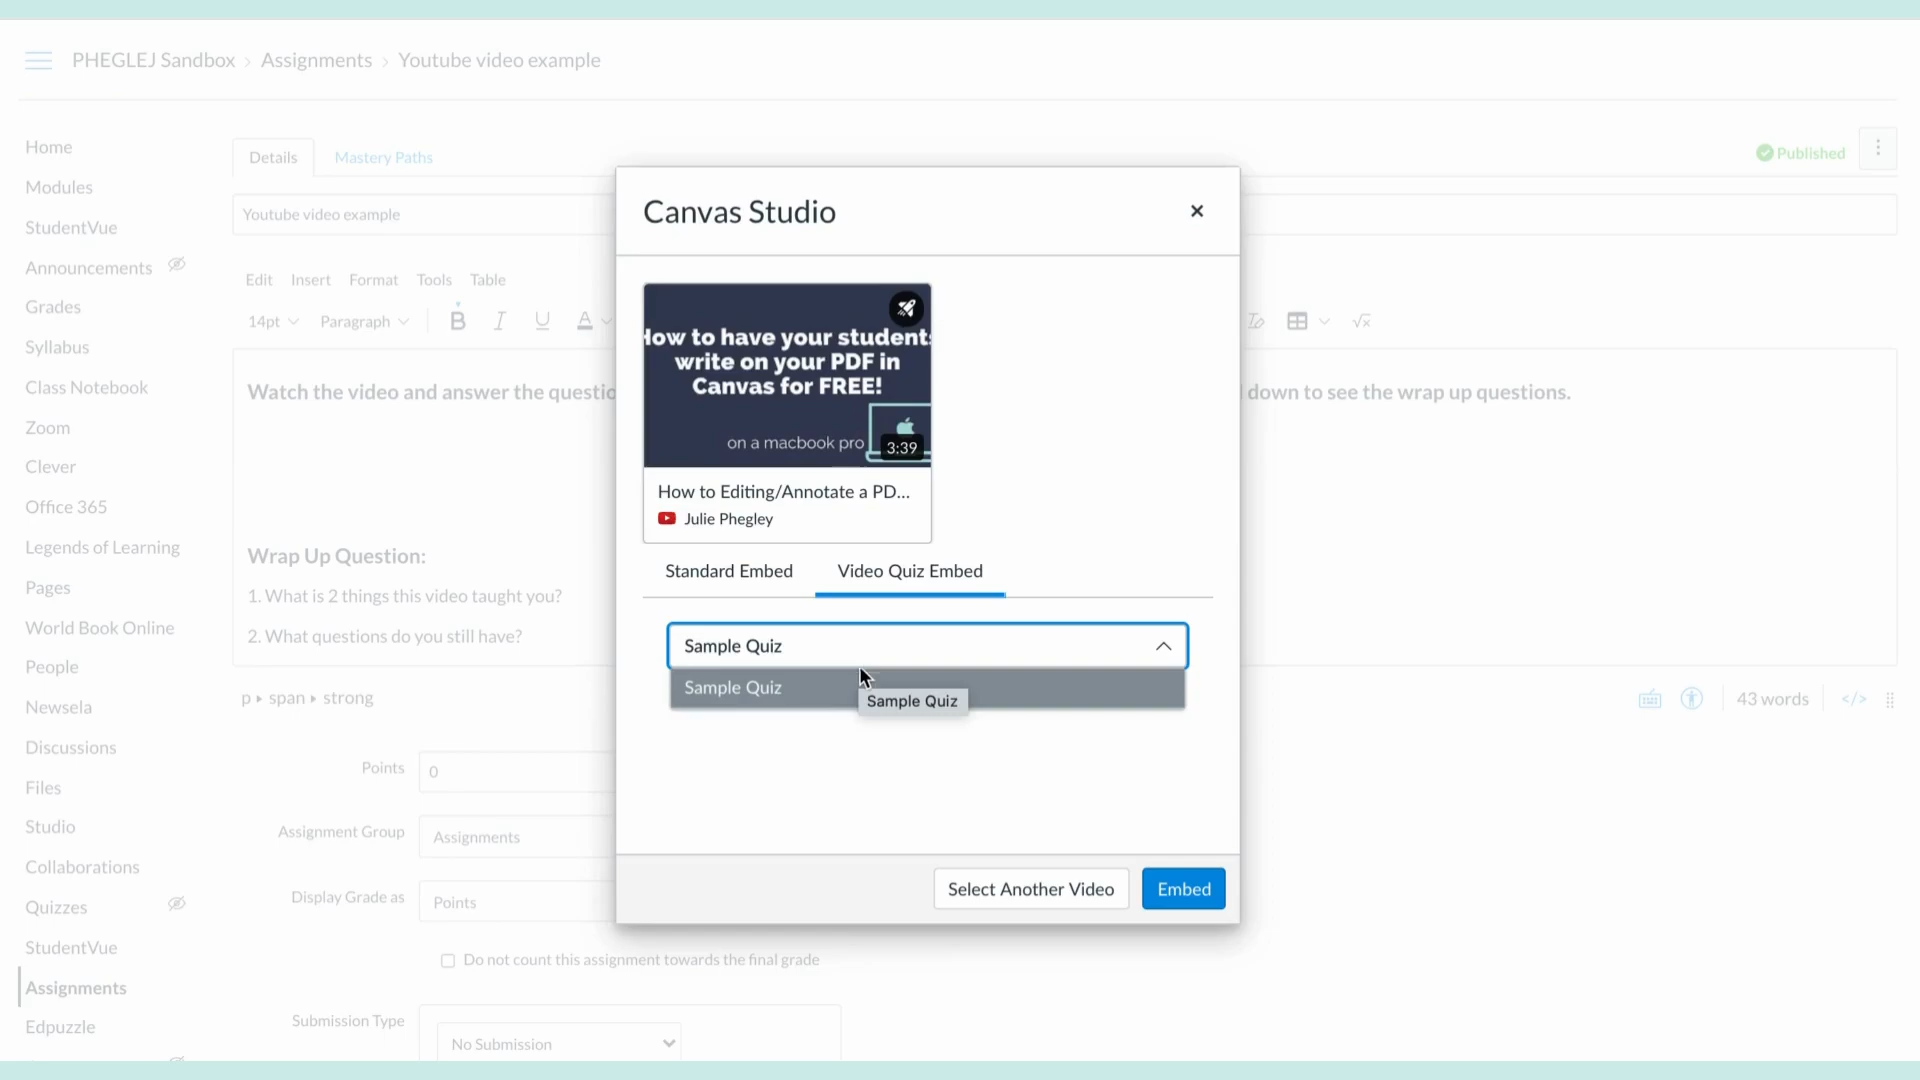 PHEGLEJ Sandbox › Assignments › Youtube video example
Home
Modules
StudentVue
Announcements
Grades
Syllabus
Class Notebook
Zoom
Clever
Office 365
Legends of Learning
Pages
World Book Online
People
Newsela
Discussions
Files
Studio
Collaborations
Quizzes
StudentVue
Assignments
Edpuzzle
Details
Mastery Paths
Published
Youtube video example
Edit Insert Format Tools Table
14pt Paragraph B I U A
Watch the video and answer the questio
down to see the wrap up questions.
Wrap Up Question:
1. What is 2 things this video taught you?
2. What questions do you still have?
p ▸ span ▸ strong
43 words
</>
Points 0
Assignment Group Assignments
Display Grade as Points
Do not count this assignment towards the final grade
Submission Type
No Submission
Canvas Studio
How to have your students
write on your PDF in
Canvas for FREE!
on a macbook pro
3:39
How to Editing/Annotate a PD...
Julie Phegley
Standard Embed
Video Quiz Embed
Sample Quiz
Sample Quiz
Sample Quiz
Select Another Video
Embed